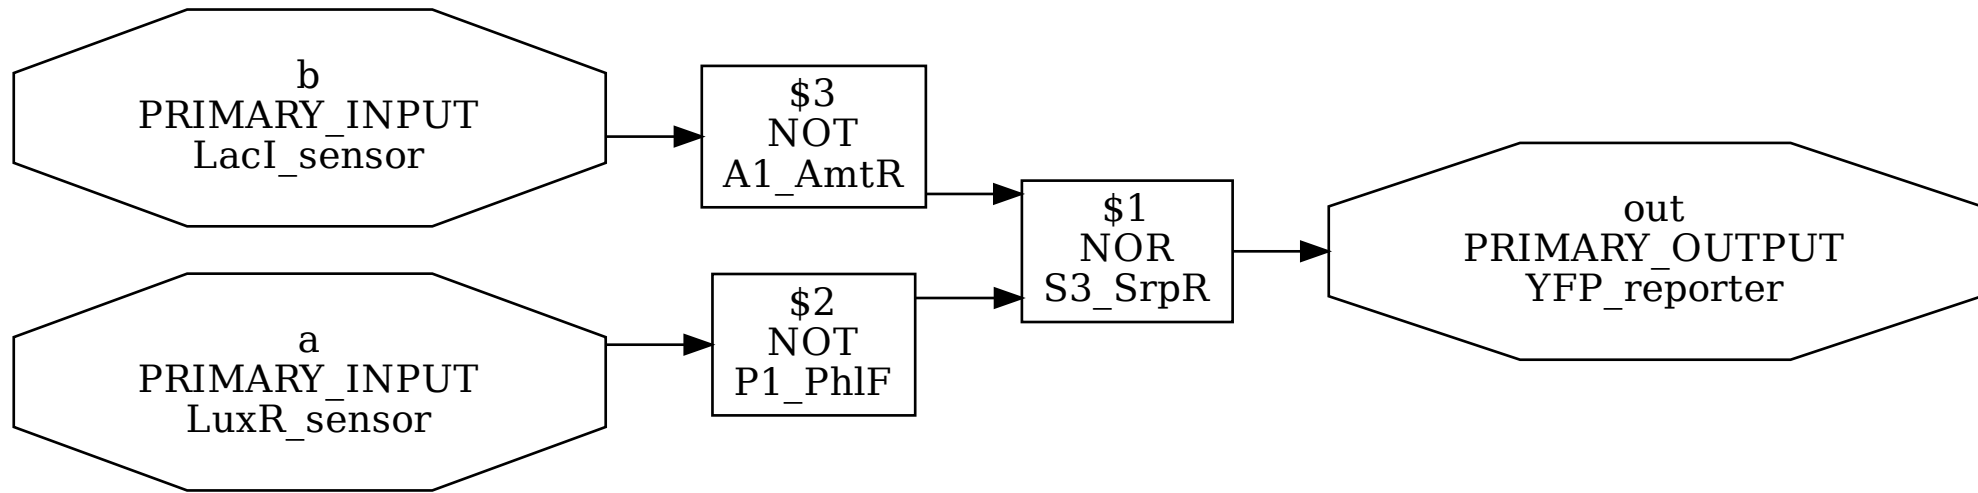 b
PRIMARY_INPUT
LacI_sensor
$3
NOT
A1_AmtR
a
PRIMARY_INPUT
LuxR_sensor
$2
NOT
P1_PhlF
$1
NOR
S3_SrpR
out
PRIMARY_OUTPUT
YFP_reporter